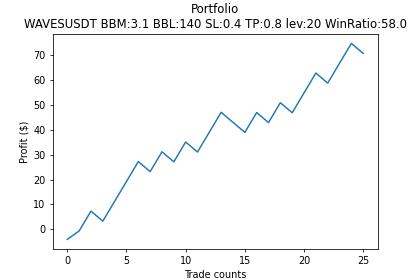 Portfolio
WAVESUSDT BBM:3.1 BBL:140 SL:0.4 TP:0.8 lev:20 WinRatio:58.0
Profit ($)
70
60
50
40
30
20
10
0
0 5 10 15 20 25
Trade counts